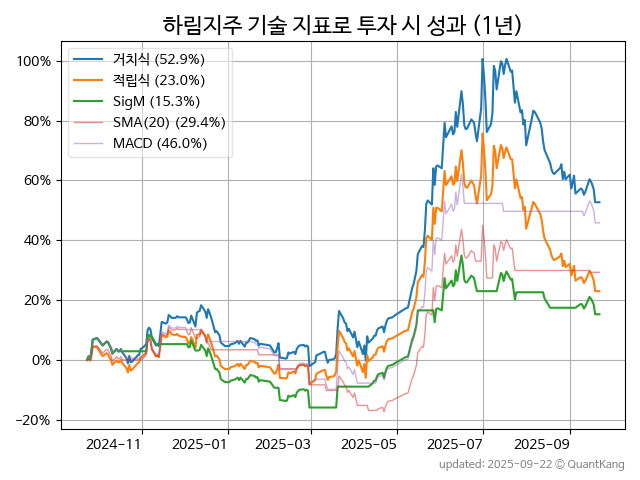 하림지주 기술 지표로 투자 시 성과 (1년)
거치식 (52.9%)
적립식 (23.0%)
SigM (15.3%)
SMA(20) (29.4%)
MACD (46.0%)
100%
80%
60%
40%
20%
0%
−20%
2024-11
2025-01
2025-03
2025-05
2025-07
2025-09
updated: 2025-09-22 © QuantKang